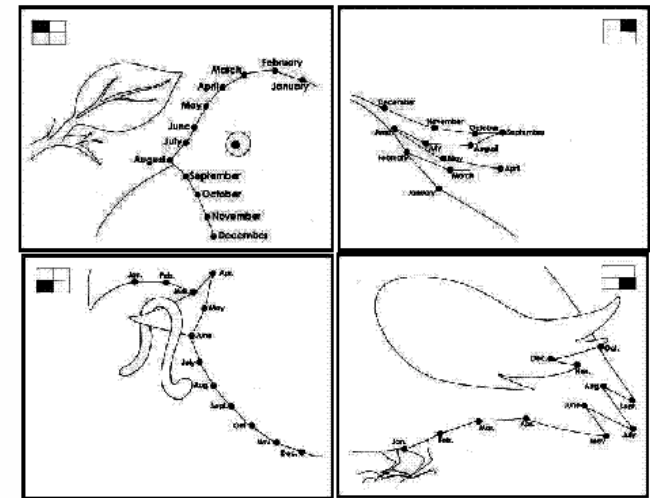 February
March
January
April
May
June
July
August
September
October
November
December
December
November
October
September
June
July
August
February
May
April
March
January
Jan.
Feb.
Apr.
Mar.
May
June
July
Aug.
Sept.
Oct.
Nov.
Dec.
Oct.
Dec.
Nov.
Aug.
June
Sept.
May
July
Apr.
Mar.
Feb.
Jan.